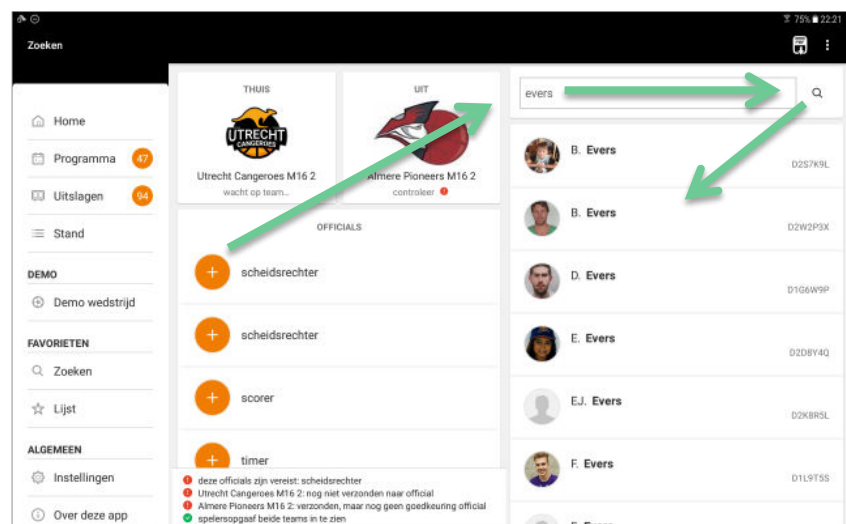 75% 22:21
Zoeken
Home
Programma 47
Uitslagen 94
Stand
DEMO
Demo wedstrijd
FAVORIETEN
Zoeken
Lijst
ALGEMEEN
Instellingen
Over deze app
THUIS
UTRECHT
CANGEROES
Utrecht Cangeroes M16 2
wacht op team...
UIT
Almere Pioneers M16 2
controleer
OFFICIALS
scheidsrechter
scheidsrechter
scorer
timer
deze officials zijn vereist: scheidsrechter
Utrecht Cangeroes M16 2: nog niet verzonden naar official
Almere Pioneers M16 2: verzonden, maar nog geen goedkeuring official
spelersopgaaf beide teams in te zien
evers
B. Evers
D2S7K9L
B. Evers
D2W2P3X
D. Evers
D1G6W9P
E. Evers
D2D8Y4Q
EJ. Evers
D2K8R5L
F. Evers
D1L9T5S